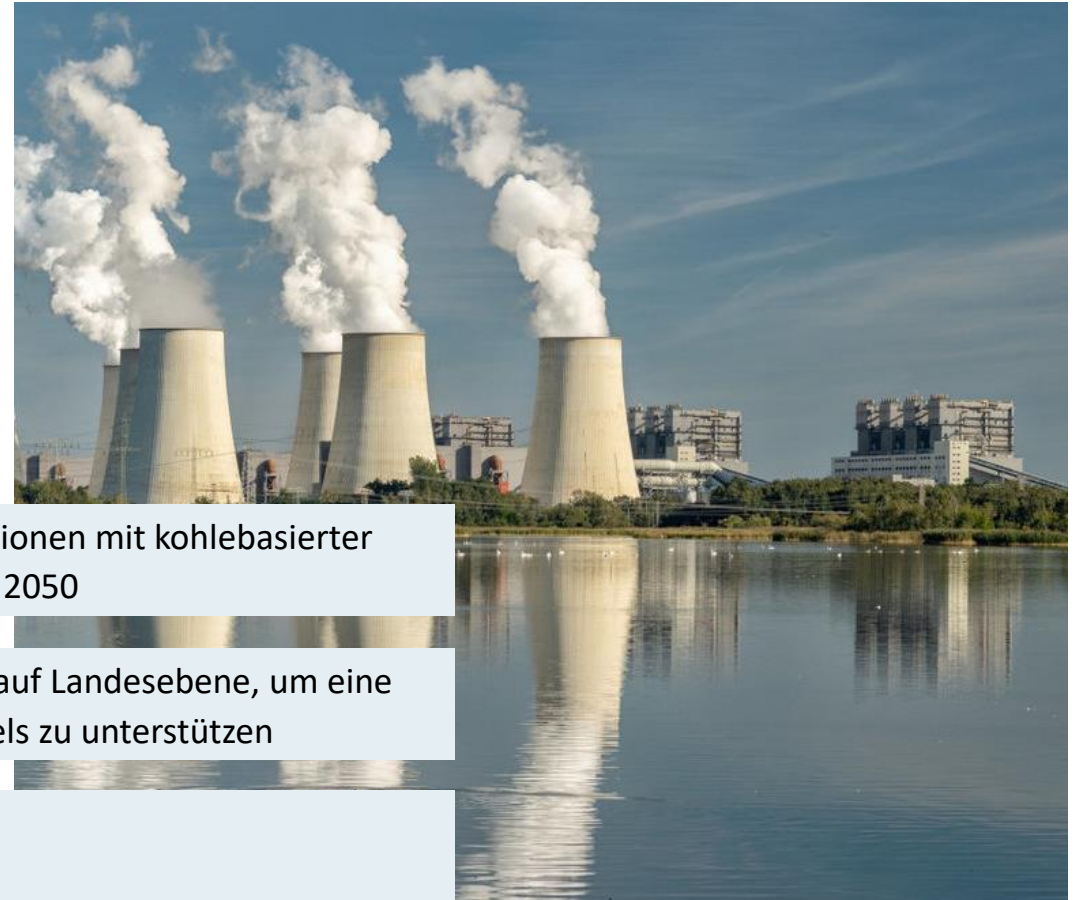 ionen mit kohlebasierter
2050
auf Landesebene, um eine
els zu unterstützen